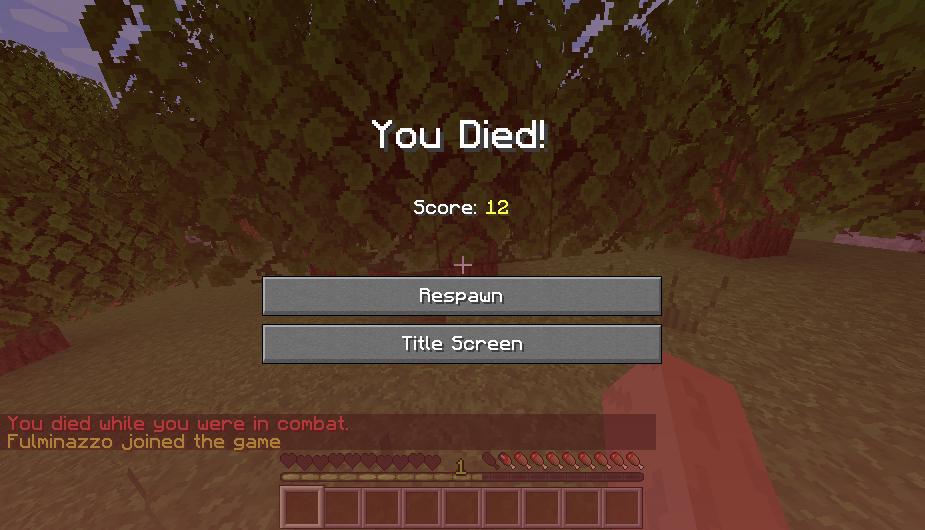 You Died!
Score: 12
Respawn
Title Screen
You died while you were in combat.
Fulminazzo joined the game
1